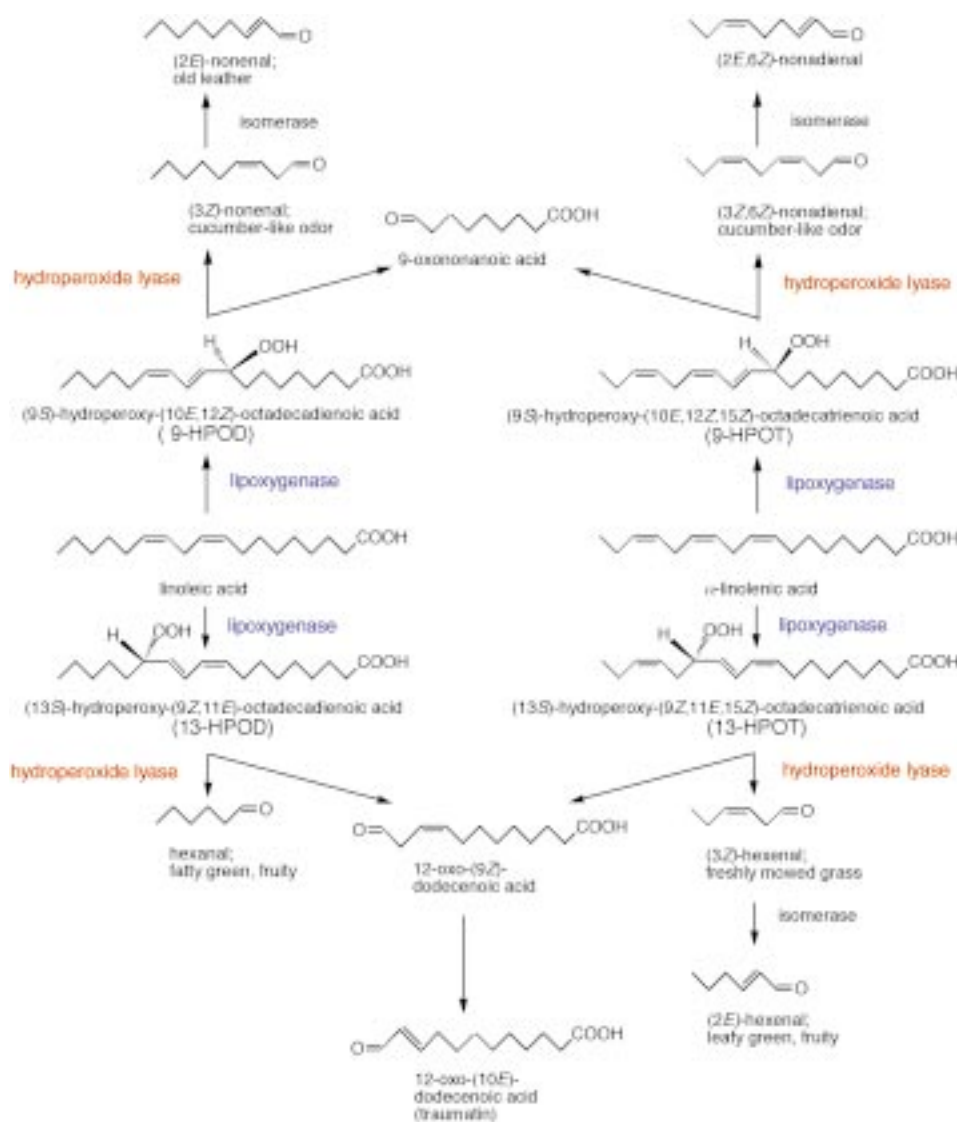 O
(2E)-nonenal;
old leather
O
(2E,6Z)-nonadienal
isomerase
isomerase
O
(3Z)-nonenal;
cucumber-like odor
O
COOH
9-oxononanoic acid
O
(3Z,6Z)-nonadienal;
cucumber-like odor
hydroperoxide lyase
hydroperoxide lyase
H
OOH
COOH
(9S)-hydroperoxy-(10E,12Z)-octadecadienoic acid
( 9-HPOD)
H
OOH
COOH
(9S)-hydroperoxy-(10E,12Z,15Z)-octadecatrienoic acid
(9-HPOT)
lipoxygenase
lipoxygenase
COOH
linoleic acid
COOH
α-linolenic acid
lipoxygenase
lipoxygenase
H
OOH
COOH
(13S)-hydroperoxy-(9Z,11E)-octadecadienoic acid
(13-HPOD)
H
OOH
COOH
(13S)-hydroperoxy-(9Z,11E,15Z)-octadecatrienoic acid
(13-HPOT)
hydroperoxide lyase
hydroperoxide lyase
O
hexanal;
fatty green, fruity
O
COOH
12-oxo-(9Z)-
dodecenoic acid
O
(3Z)-hexenal;
freshly mowed grass
isomerase
O
(2E)-hexenal;
leafy green, fruity
O
COOH
12-oxo-(10E)-
dodecenoic acid
(traumatin)